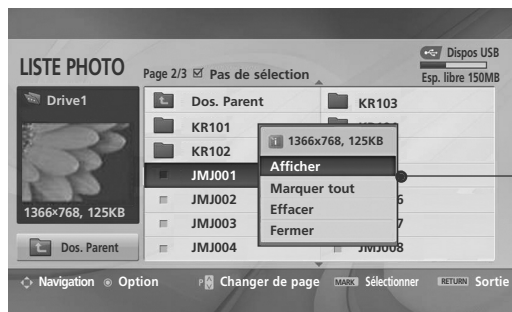 LISTE PHOTO
Page 2/3 Pas de sélection
Dispos USB
Esp. libre 150MB
Drive1
1366×768, 125KB
Dos. Parent
Dos. Parent
KR101
KR102
JMJ001
JMJ002
JMJ003
JMJ004
KR103
JMJ008
1366x768, 125KB
Afficher
Marquer tout
Effacer
Fermer
Navigation Option P Changer de page MARK Sélectionner RETURN Sortie